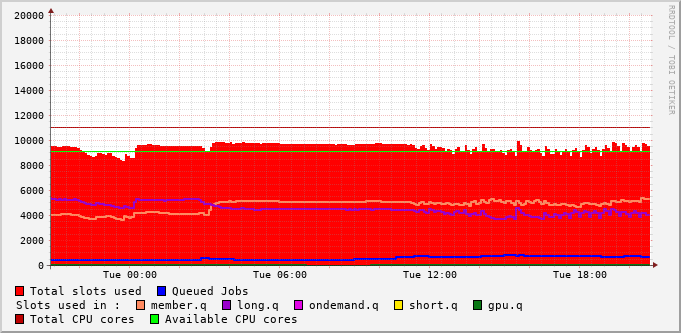 RRDTOOL / TOBI OETIKER
20000
18000
16000
14000
12000
10000
8000
6000
4000
2000
0
Tue 00:00 Tue 06:00 Tue 12:00 Tue 18:00
Total slots used Queued Jobs
Slots used in : member.q long.q ondemand.q short.q gpu.q
Total CPU cores Available CPU cores